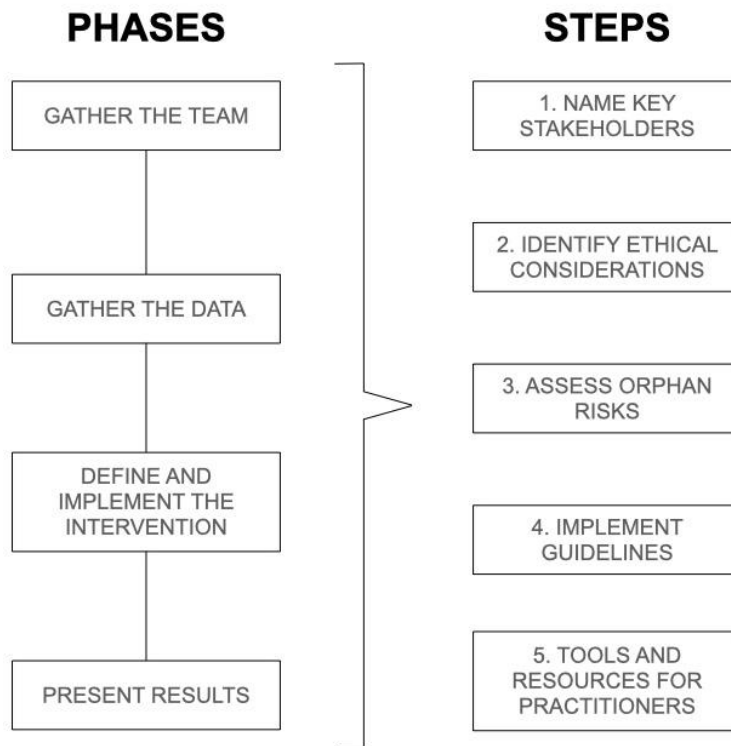 PHASES
GATHER THE TEAM
GATHER THE DATA
DEFINE AND
IMPLEMENT THE
INTERVENTION
PRESENT RESULTS
STEPS
1. NAME KEY
STAKEHOLDERS
2. IDENTIFY ETHICAL
CONSIDERATIONS
3. ASSESS ORPHAN
RISKS
4. IMPLEMENT
GUIDELINES
5. TOOLS AND
RESOURCES FOR
PRACTITIONERS